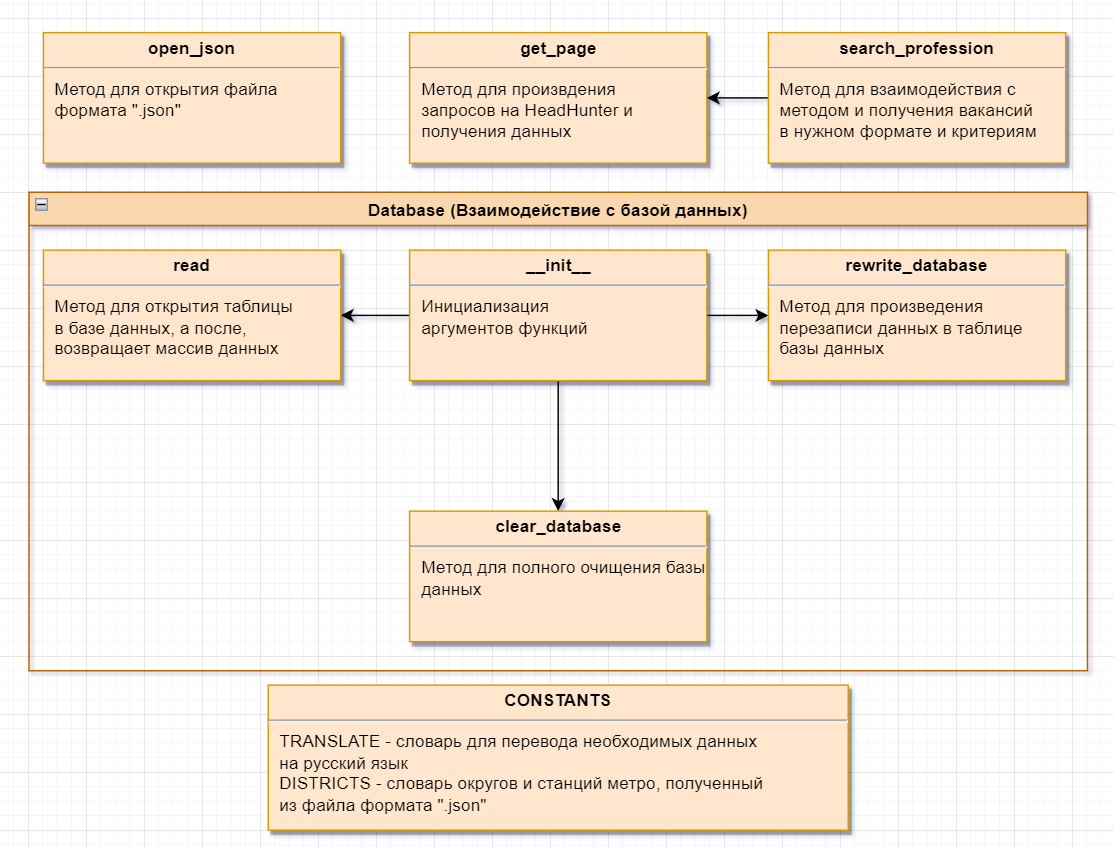 open_json
Метод для открытия файла
формата ".json"
get_page
Метод для произвдения
запросов на HeadHunter и
получения данных
search_profession
Метод для взаимодействия с
методом и получения вакансий
в нужном формате и критериям
Database (Взаимодействие с базой данных)
read
Метод для открытия таблицы
в базе данных, а после,
возвращает массив данных
__init__
Инициализация
аргументов функций
rewrite_database
Метод для произведения
перезаписи данных в таблице
базы данных
clear_database
Метод для полного очищения базы
данных
CONSTANTS
TRANSLATE - словарь для перевода необходимых данных
на русский язык
DISTRICTS - словарь округов и станций метро, полученный
из файла формата ".json"